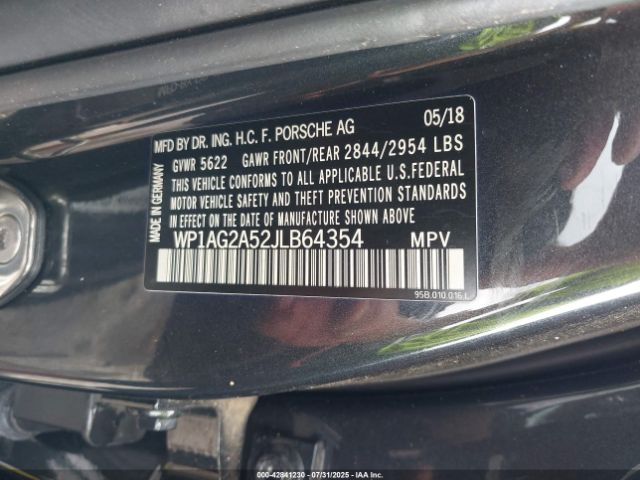 MFD BY DR. ING. H.C. F. PORSCHE AG 05/18
GVWR 5622 GAWR FRONT/REAR 2844/2954 LBS
THIS VEHICLE CONFORMS TO ALL APPLICABLE U.S.FEDERAL
MOTOR VEHICLE SAFETY AND THEFT PREVENTION STANDARDS
IN EFFECT ON THE DATE OF MANUFACTURE SHOWN ABOVE
WP1AG2A52JLB64354 MPV
95B.010.016.L
MADE IN GERMANY
000-42841230 - 07/31/2025 - IAAI.COM